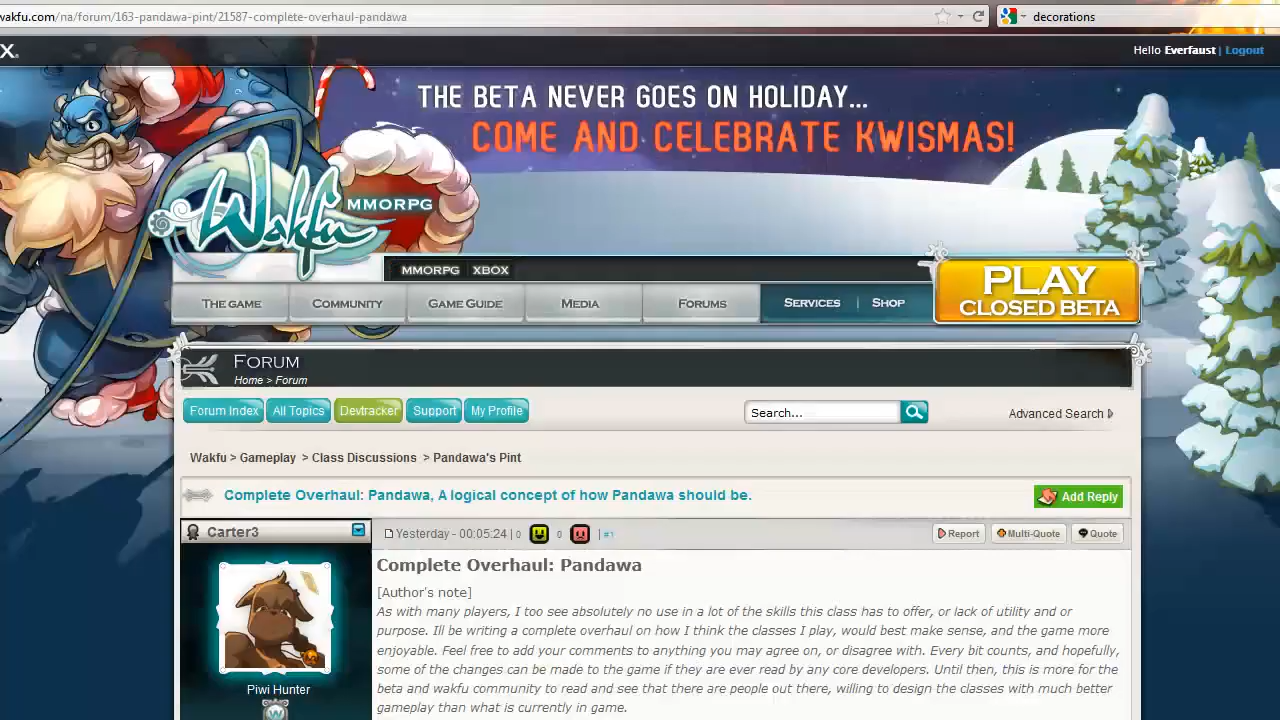 wakfu.com/na/forum/163-pandawa-pint/21587-complete-overhaul-pandawa
decorations
X.
Hello Everfaust | Logout
THE BETA NEVER GOES ON HOLIDAY...
COME AND CELEBRATE KWISMAS!
Wakfu MMORPG
MMORPG XBOX
THE GAME COMMUNITY GAME GUIDE MEDIA FORUMS SERVICES | SHOP
PLAY
CLOSED BETA
FORUM
Home > Forum
Forum Index All Topics Devtracker Support My Profile Search... Advanced Search
Wakfu > Gameplay > Class Discussions > Pandawa's Pint
Complete Overhaul: Pandawa, A logical concept of how Pandawa should be. Add Reply
Carter3
Yesterday - 00:05:24 | 0 0 | #1 Report Multi-Quote Quote
Piwi Hunter
Complete Overhaul: Pandawa
[Author's note]
As with many players, I too see absolutely no use in a lot of the skills this class has to offer, or lack of utility and or
purpose. Ill be writing a complete overhaul on how I think the classes I play, would best make sense, and the game more
enjoyable. Feel free to add your comments to anything you may agree on, or disagree with. Every bit counts, and hopefully,
some of the changes can be made to the game if they are ever read by any core developers. Until then, this is more for the
beta and wakfu community to read and see that there are people out there, willing to design the classes with much better
gameplay than what is currently in game.